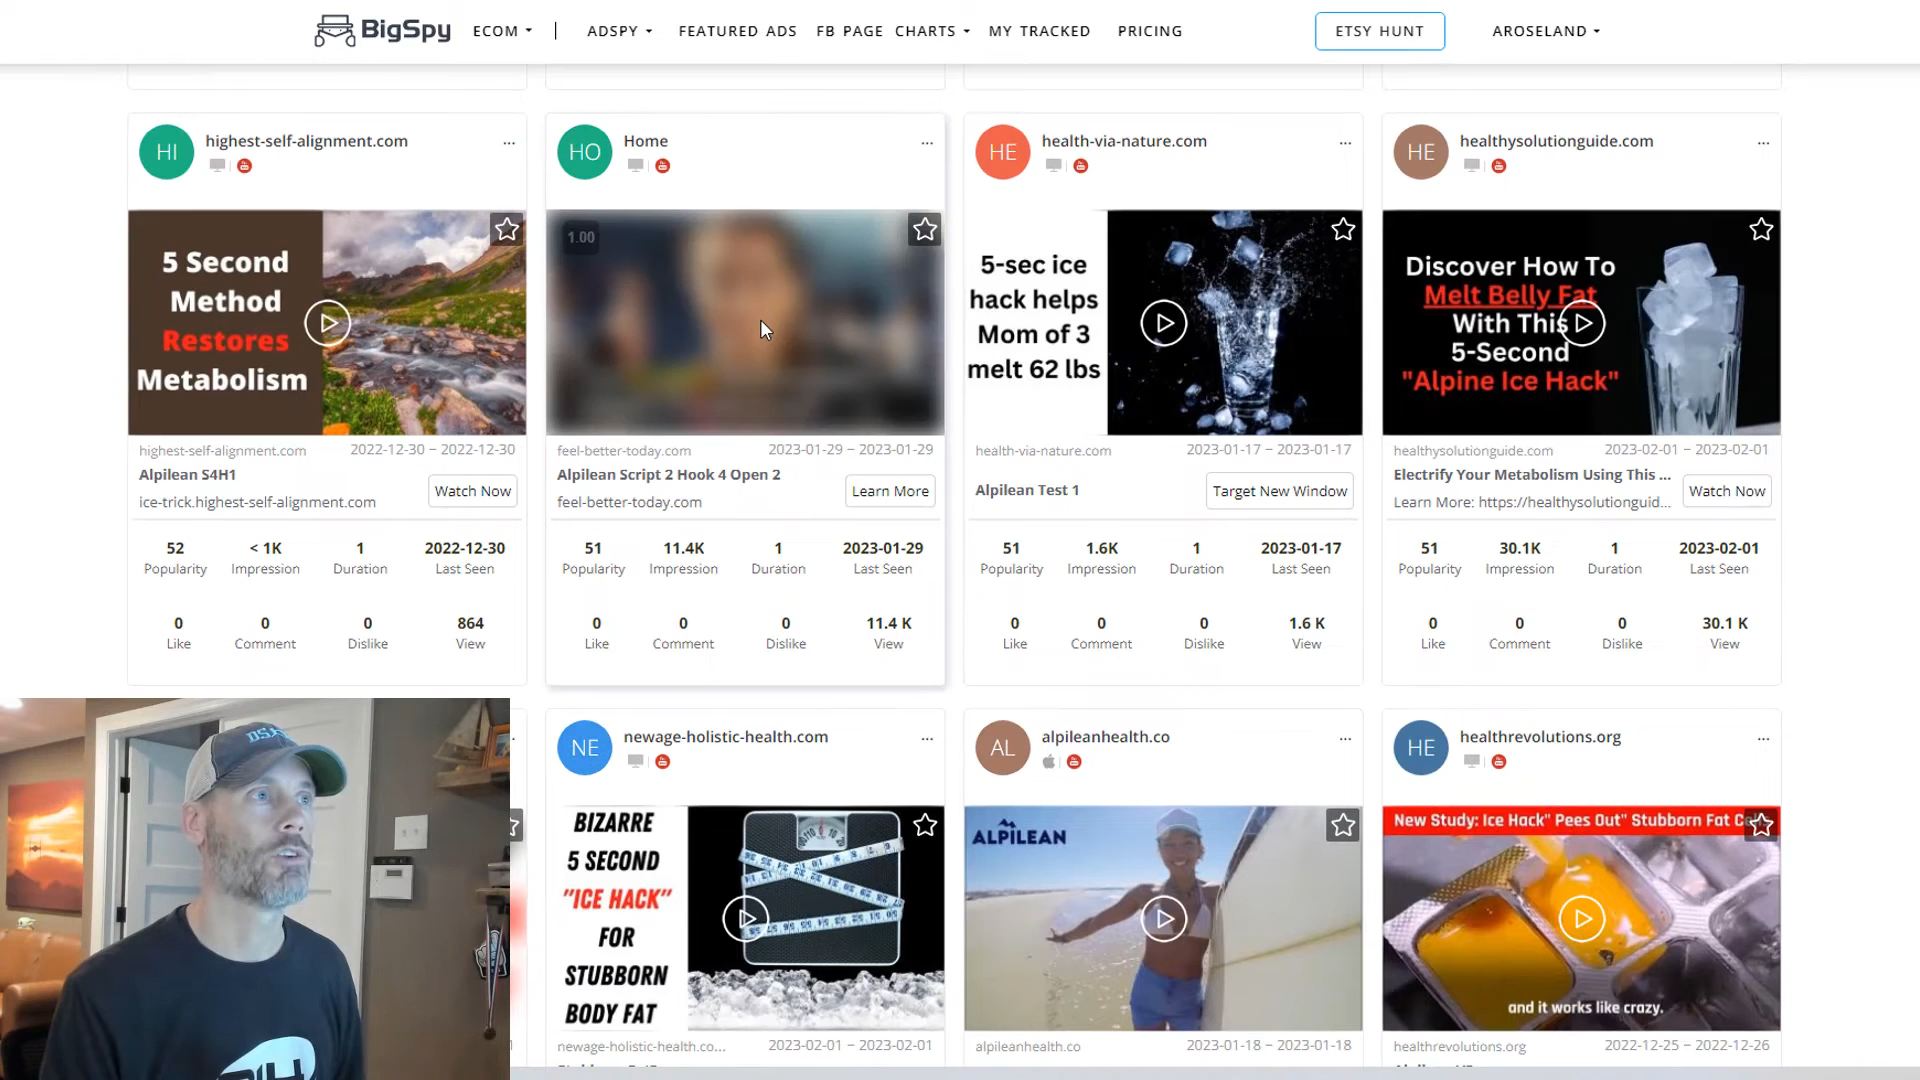 BigSpy
ECOM
ADSPY
FEATURED ADS
FB PAGE CHARTS
MY TRACKED
PRICING
ETSY HUNT
AROSELAND
HI
highest-self-alignment.com
...
HO
Home
...
HE
health-via-nature.com
...
HE
healthysolutionguide.com
...
5 Second
Method
Restores
Metabolism
1.00
5-sec ice
hack helps
Mom of 3
melt 62 lbs
Discover How To
Melt Belly Fat
With This
5-Second
"Alpine Ice Hack"
highest-self-alignment.com
2022-12-30 ~ 2022-12-30
Alpilean S4H1
ice-trick.highest-self-alignment.com
Watch Now
feel-better-today.com
2023-01-29 ~ 2023-01-29
Alpilean Script 2 Hook 4 Open 2
feel-better-today.com
Learn More
health-via-nature.com
2023-01-17 ~ 2023-01-17
Alpilean Test 1
Target New Window
healthysolutionguide.com
2023-02-01 ~ 2023-02-01
Electrify Your Metabolism Using This ...
Learn More: https://healthysolutionguid...
Watch Now
52
Popularity
< 1K
Impression
1
Duration
2022-12-30
Last Seen
0
Like
0
Comment
0
Dislike
864
View
51
Popularity
11.4K
Impression
1
Duration
2023-01-29
Last Seen
0
Like
0
Comment
0
Dislike
11.4 K
View
51
Popularity
1.6K
Impression
1
Duration
2023-01-17
Last Seen
0
Like
0
Comment
0
Dislike
1.6 K
View
51
Popularity
30.1K
Impression
1
Duration
2023-02-01
Last Seen
0
Like
0
Comment
0
Dislike
30.1 K
View
NE
newage-holistic-health.com
...
AL
alpileanhealth.co
...
HE
healthrevolutions.org
...
BIZARRE
5 SECOND
"ICE HACK"
FOR
STUBBORN
BODY FAT
ALPILEAN
New Study: Ice Hack" Pees Out" Stubborn Fat
and it works like crazy.
newage-holistic-health.co...
2023-02-01 ~ 2023-02-01
alpileanhealth.co
2023-01-18 ~ 2023-01-18
healthrevolutions.org
2022-12-25 ~ 2022-12-26